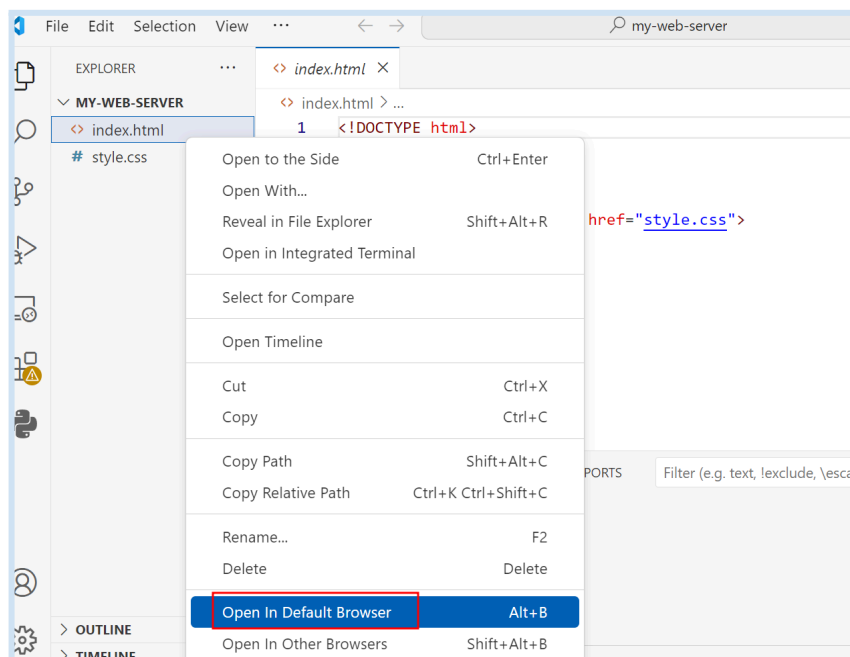 File Edit Selection View ··· my-web-server
EXPLORER ···
index.html
MY-WEB-SERVER
index.html > ...
index.html
1 <!DOCTYPE html>
# style.css
href="style.css">
Open to the Side Ctrl+Enter
Open With...
Reveal in File Explorer Shift+Alt+R
Open in Integrated Terminal
Select for Compare
Open Timeline
Cut Ctrl+X
Copy Ctrl+C
Copy Path Shift+Alt+C
Copy Relative Path Ctrl+K Ctrl+Shift+C
Rename... F2
Delete Delete
Open In Default Browser Alt+B
Open In Other Browsers Shift+Alt+B
PORTS Filter (e.g. text, !exclude, \esca
OUTLINE
TIMELINE